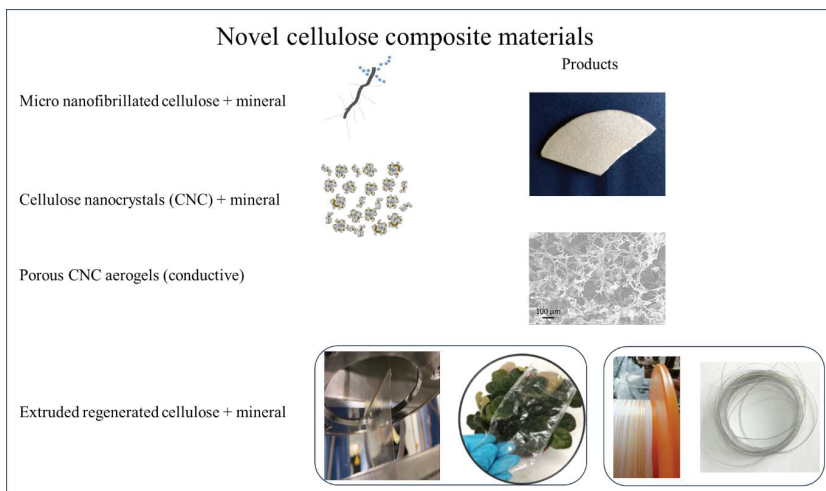 Novel cellulose composite materials
Products
Micro nanofibrillated cellulose + mineral
Cellulose nanocrystals (CNC) + mineral
Porous CNC aerogels (conductive)
100 µm
Extruded regenerated cellulose + mineral